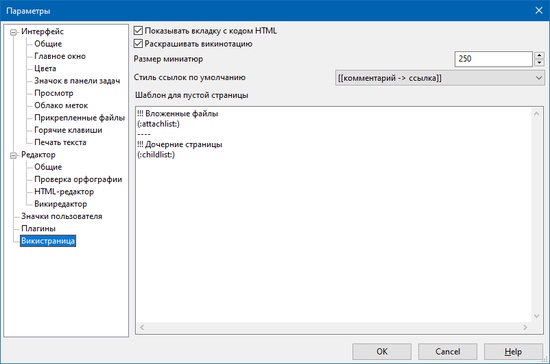 Параметры
Интерфейс
Общие
Главное окно
Цвета
Значок в панели задач
Просмотр
Облако меток
Прикрепленные файлы
Горячие клавиши
Печать текста
Редактор
Общие
Проверка орфографии
HTML-редактор
Викиредактор
Значки пользователя
Плагины
Викистраница
Показывать вкладку с кодом HTML
Раскрашивать викинотацию
Размер миниатюр 250
Стиль ссылок по умолчанию [[комментарий -> ссылка]]
Шаблон для пустой страницы
!!! Вложенные файлы
(:attachlist:)
----
!!! Дочерние страницы
(:childlist:)
OK Cancel Help